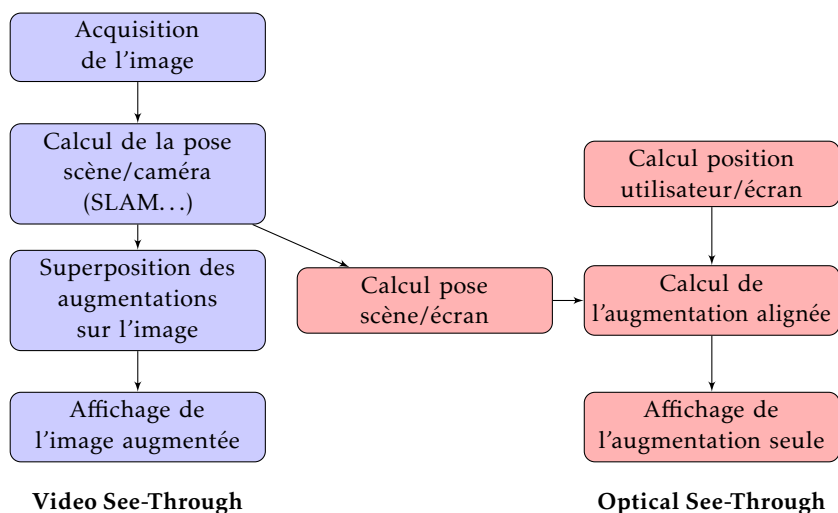 Acquisition
de l'image
Calcul de la pose
scène/caméra
(SLAM...)
Superposition des
augmentations
sur l'image
Affichage de
l'image augmentée
Video See-Through
Calcul pose
scène/écran
Calcul position
utilisateur/écran
Calcul de
l'augmentation alignée
Affichage de
l'augmentation seule
Optical See-Through